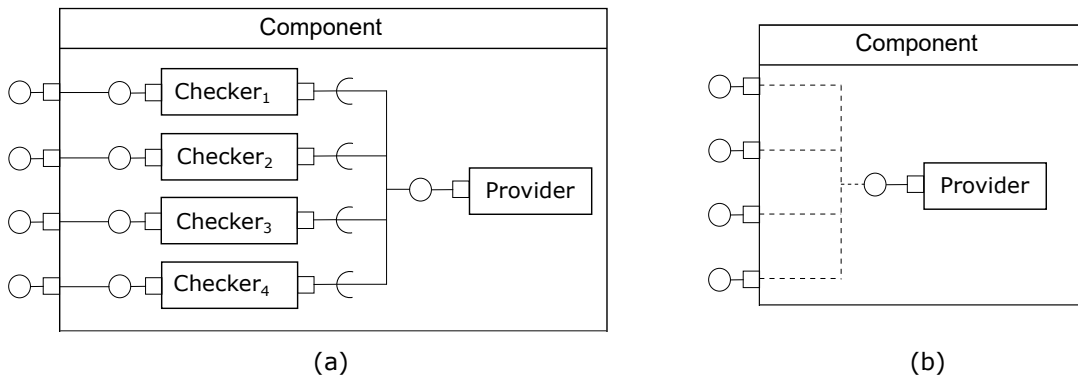 Component
Checker₁
Checker₂
Provider
Checker₃
Checker₄
(a)
Component
Provider
(b)